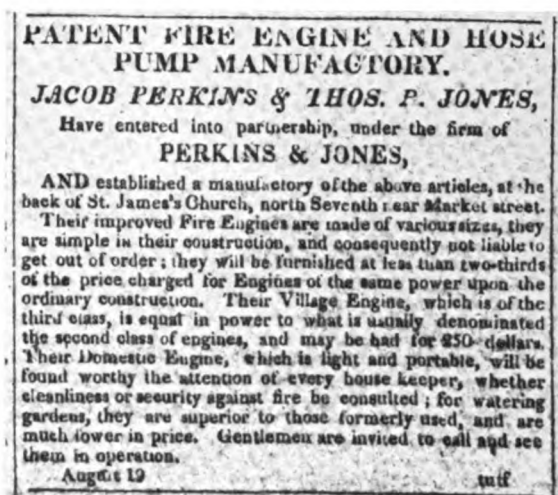 PATENT FIRE ENGINE AND HOSE
PUMP MANUFACTORY.
JACOB PERKINS & THOS. P. JONES,
Have entered into partnership, under the firm of
PERKINS & JONES,
AND established a manufactory of the above articles, at the
back of St. James's Church, north Seventh near Market street.
Their improved Fire Engines are made of various sizes, they
are simple in their construction, and consequently not liable to
get out of order; they will be furnished at less than two-thirds
of the price charged for Engines of the same power upon the
ordinary construction. Their Village Engine, which is of the
third class, is equal in power to what is usually denominated
the second class of engines, and may be had for 250 dollars.
Their Domestic Engine, which is light and portable, will be
found worthy the attention of every house keeper, whether
cleanliness or security against fire be consulted; for watering
gardens, they are superior to those formerly used, and are
much lower in price. Gentlemen are invited to call and see
them in operation.
August 19 tutf